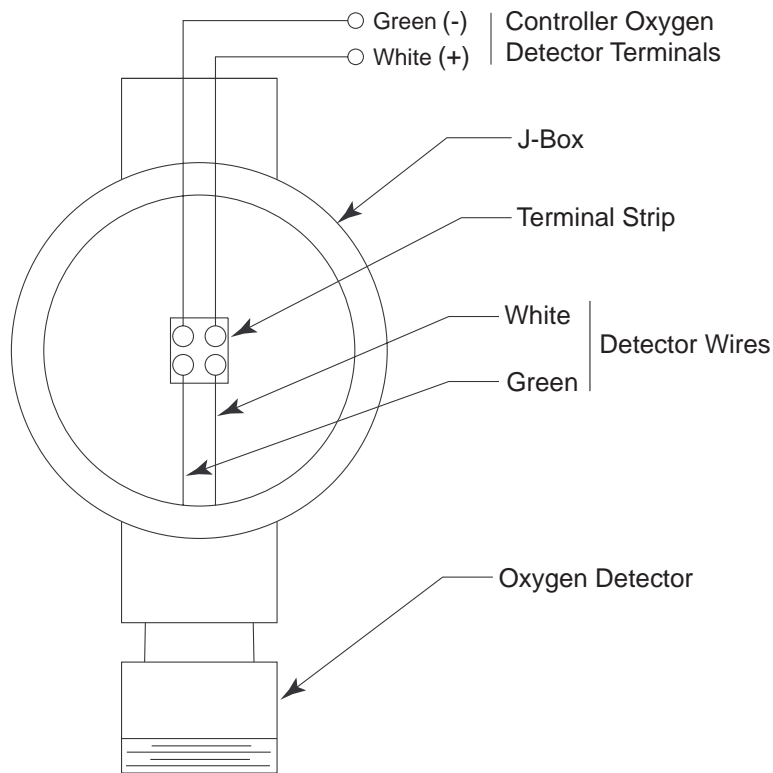 Green (-)
White (+)
Controller Oxygen
Detector Terminals
J-Box
Terminal Strip
White
Green
Detector Wires
Oxygen Detector